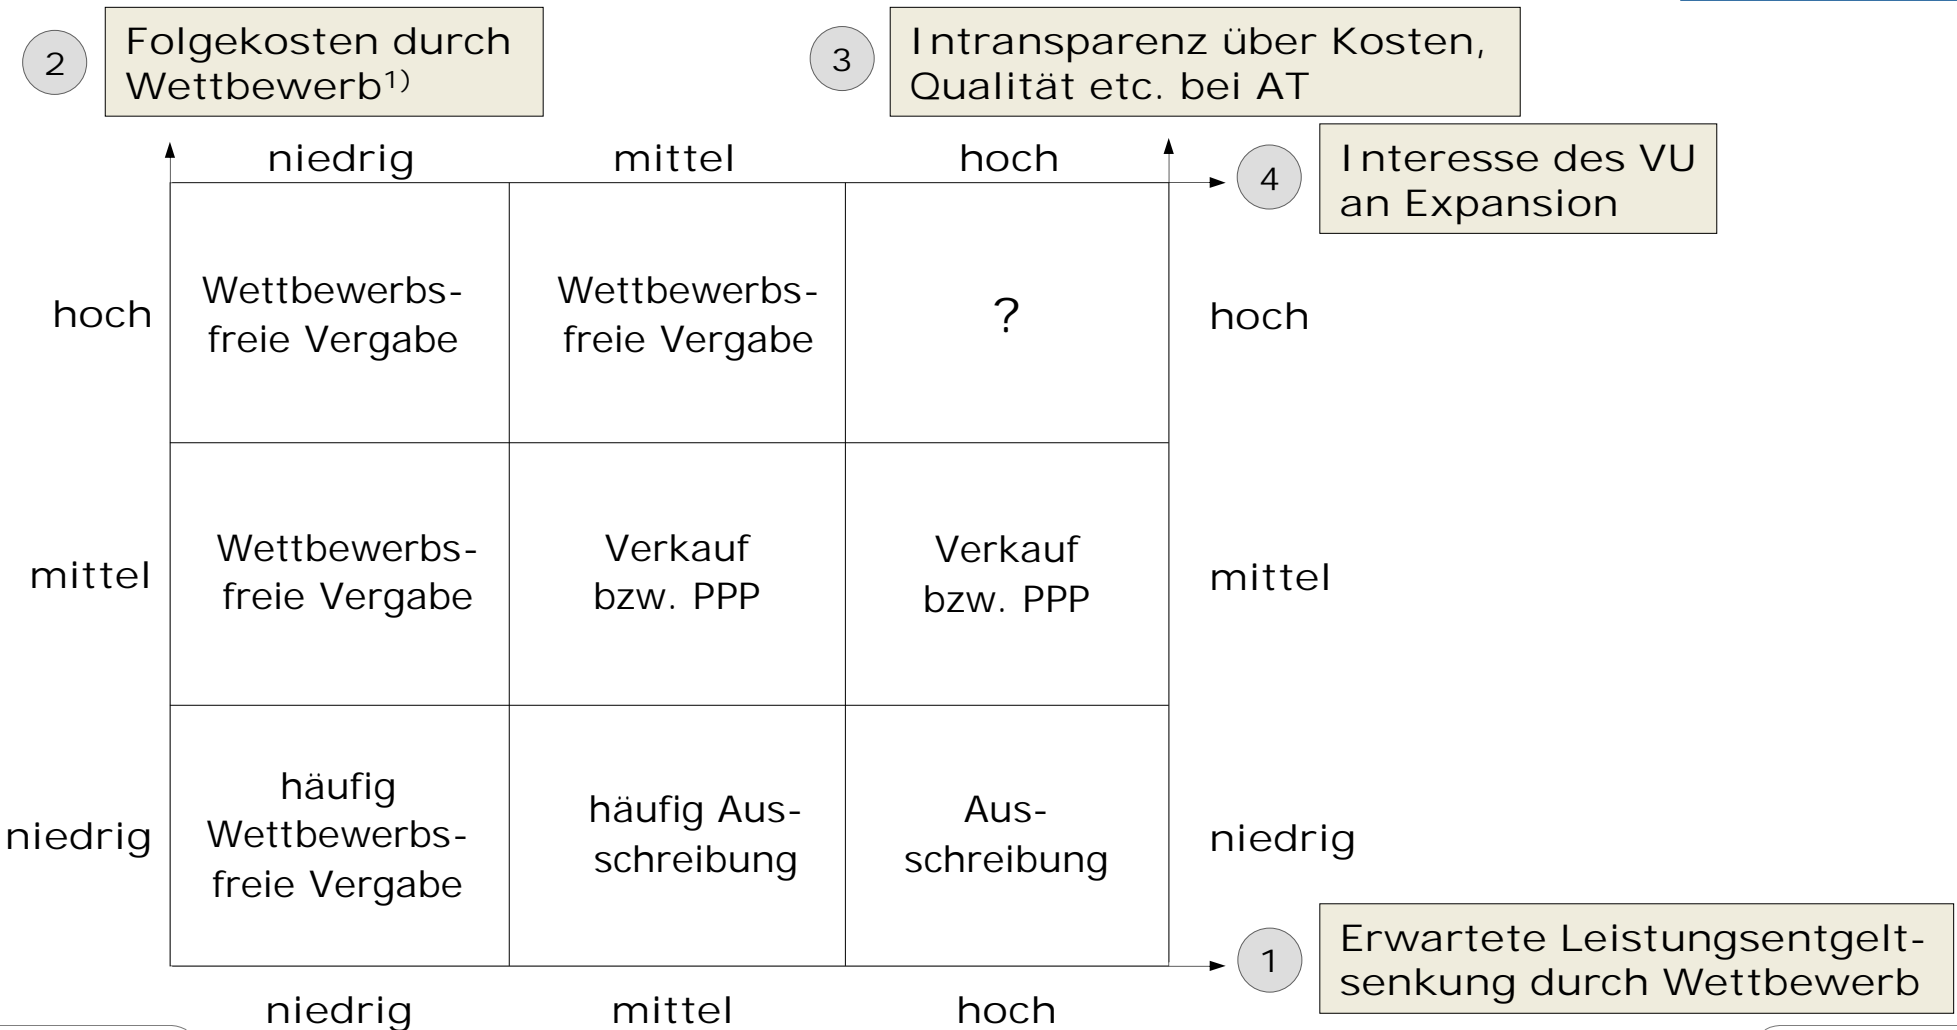 2
Folgekosten durch
Wettbewerb1)
3
Intransparenz über Kosten,
Qualität etc. bei AT
4
Interesse des VU
an Expansion
niedrig
mittel
hoch
hoch
Wettbewerbs-
freie Vergabe
Wettbewerbs-
freie Vergabe
?
hoch
mittel
Wettbewerbs-
freie Vergabe
Verkauf
bzw. PPP
Verkauf
bzw. PPP
mittel
niedrig
häufig
Wettbewerbs-
freie Vergabe
häufig Aus-
schreibung
Aus-
schreibung
niedrig
1
Erwartete Leistungsentgelt-
senkung durch Wettbewerb
niedrig
mittel
hoch